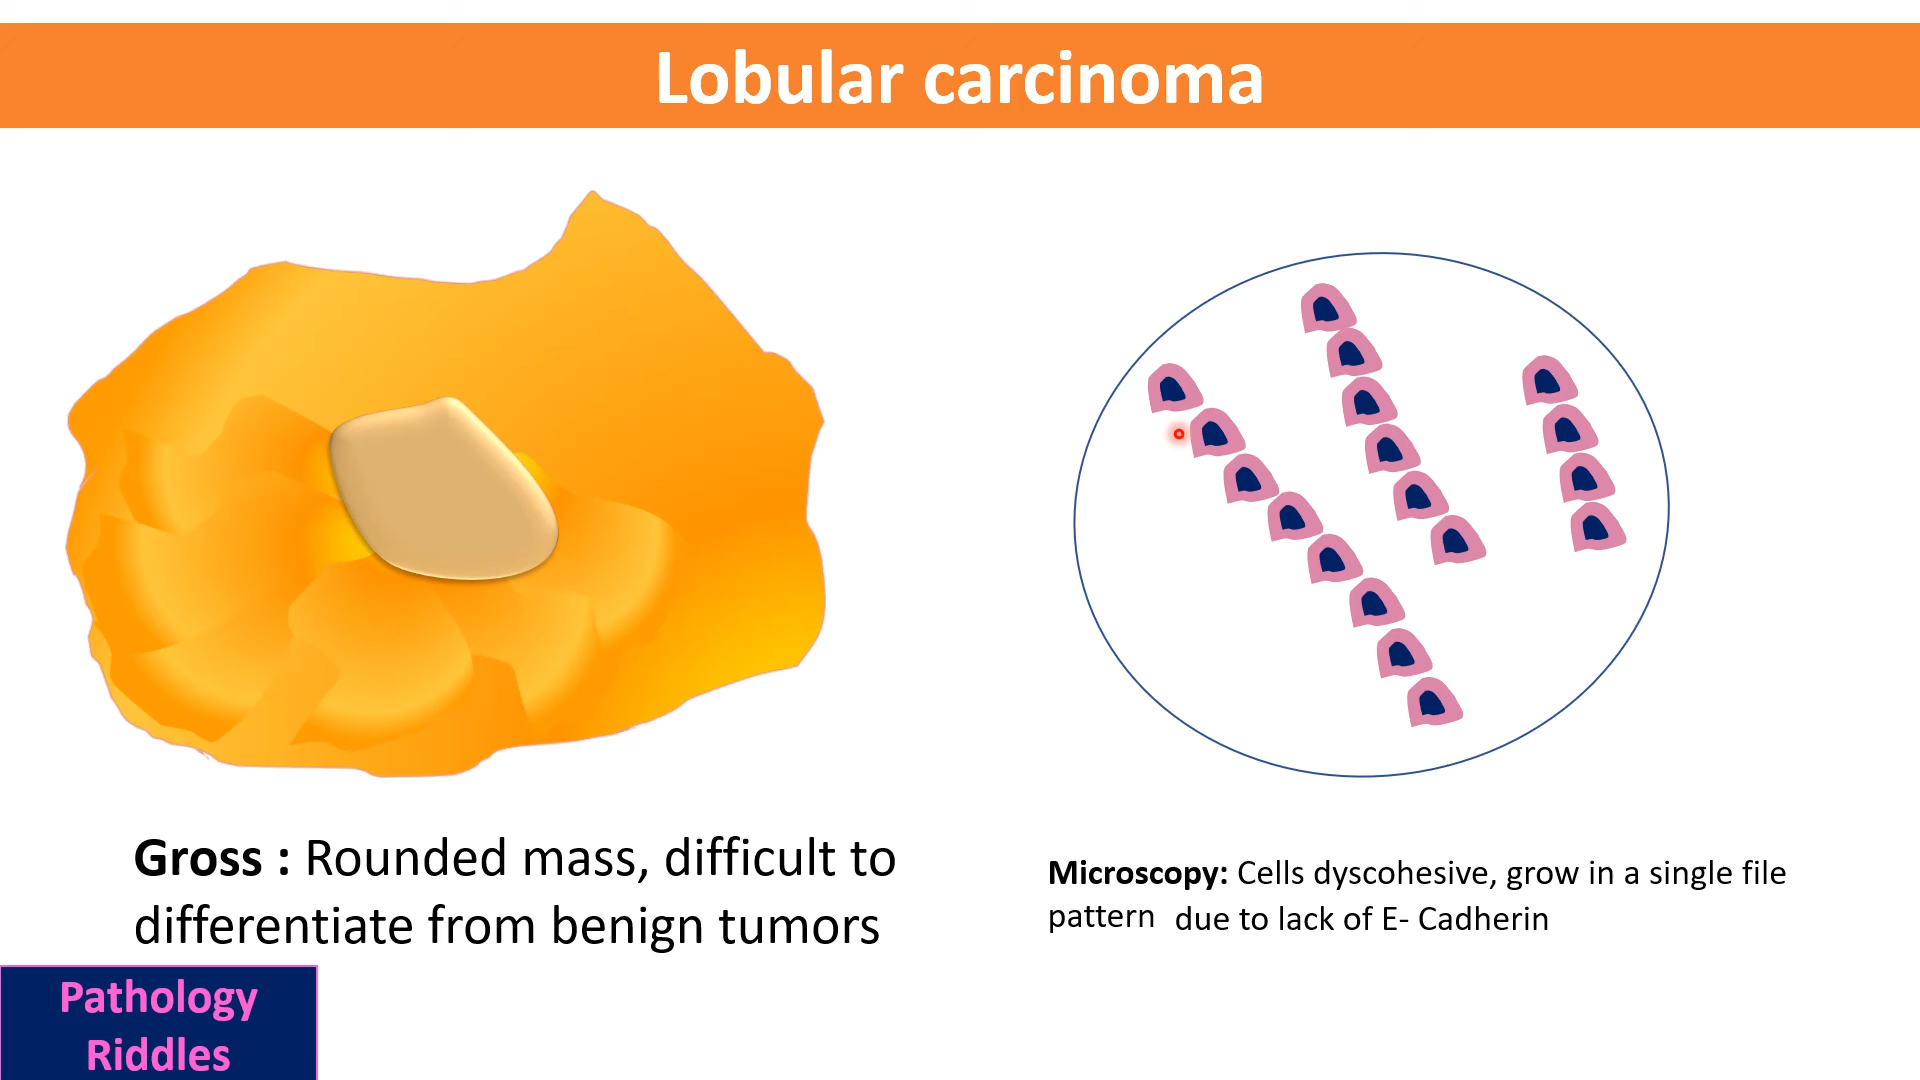 Lobular carcinoma
Gross : Rounded mass, difficult to
differentiate from benign tumors
Microscopy: Cells dyscohesive, grow in a single file
pattern due to lack of E- Cadherin
Pathology
Riddles